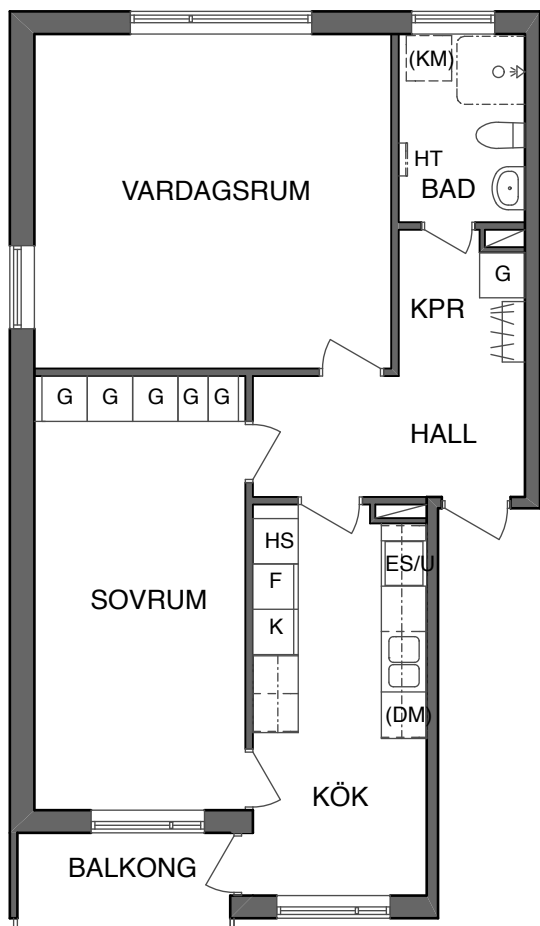 (KM)
HT
VARDAGSRUM
BAD
G
KPR
G G G G G
HALL
HS
ES/U
F
SOVRUM
K
(DM)
KÖK
BALKONG